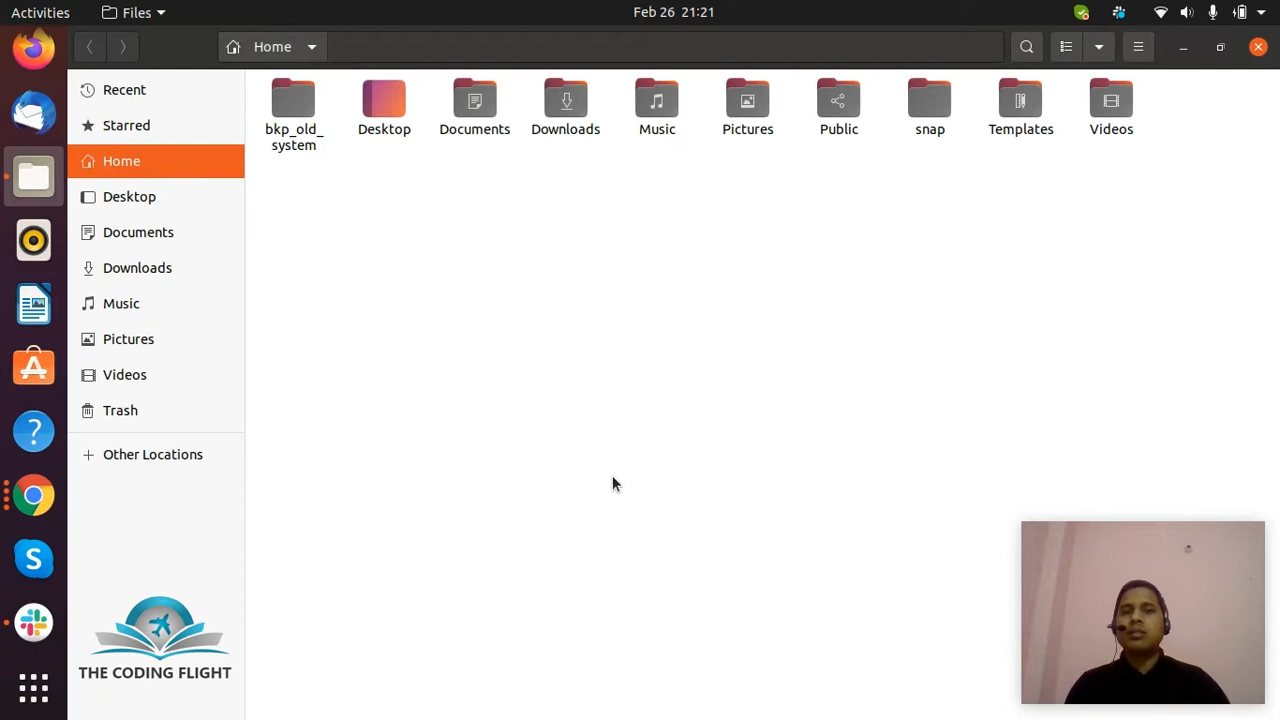 Activities
Files
Feb 26 21:21
Home
Recent
Starred
Home
Desktop
Documents
Downloads
Music
Pictures
Videos
Trash
Other Locations
bkp_old_
system
Desktop
Documents
Downloads
Music
Pictures
Public
snap
Templates
Videos
THE CODING FLIGHT